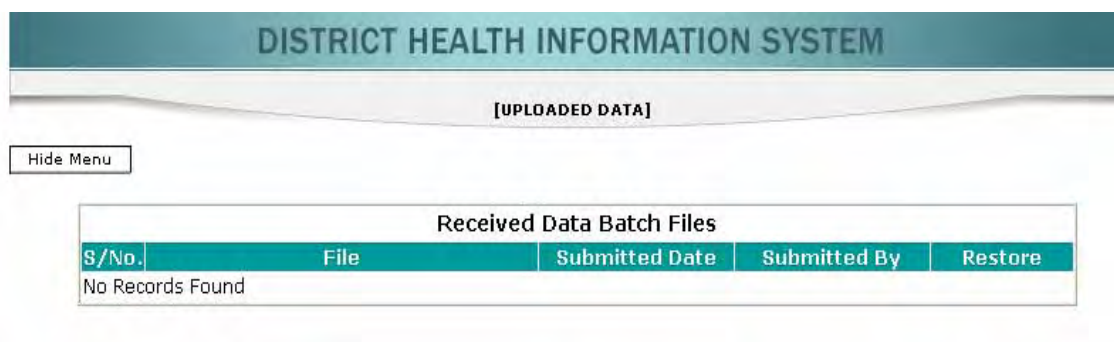 DISTRICT HEALTH INFORMATION SYSTEM
[UPLOADED DATA]
Hide Menu
Received Data Batch Files
S/No. File Submitted Date Submitted By Restore
No Records Found